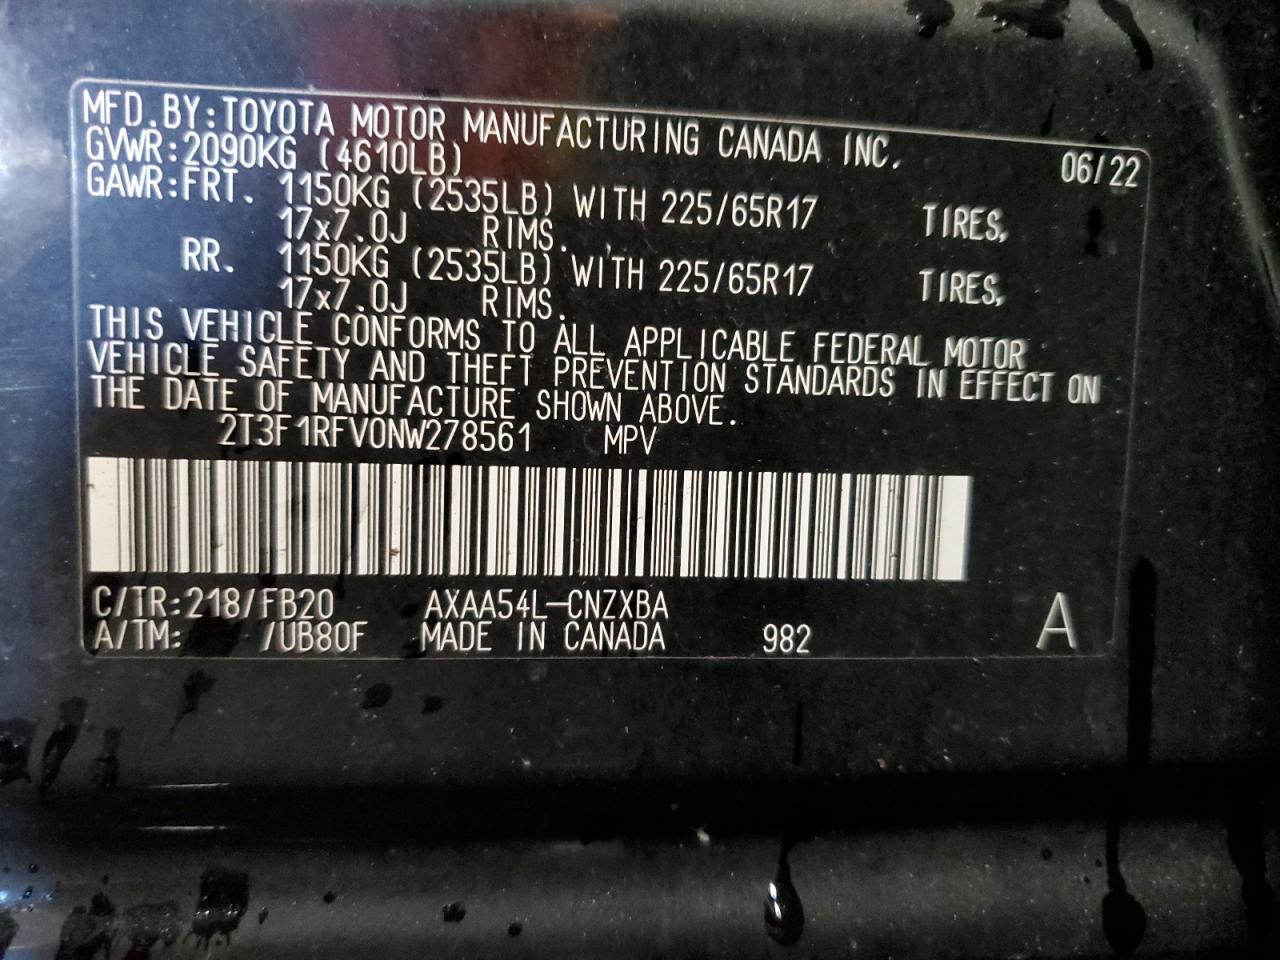 MFD.BY:TOYOTA MOTOR MANUFACTURING CANADA INC. 06/22
GVWR:2090KG (4610LB)
GAWR:FRT. 1150KG (2535LB) WITH 225/65R17 TIRES,
17x7.0J RIMS.
RR. 1150KG (2535LB) WITH 225/65R17 TIRES,
17x7.0J RIMS.
THIS VEHICLE CONFORMS TO ALL APPLICABLE FEDERAL MOTOR
VEHICLE SAFETY AND THEFT PREVENTION STANDARDS IN EFFECT ON
THE DATE OF MANUFACTURE SHOWN ABOVE.
2T3F1RFV0NW278561 MPV
C/TR:218/FB20 AXAA54L-CNZXBA
A/TM: /UB80F MADE IN CANADA 982 A